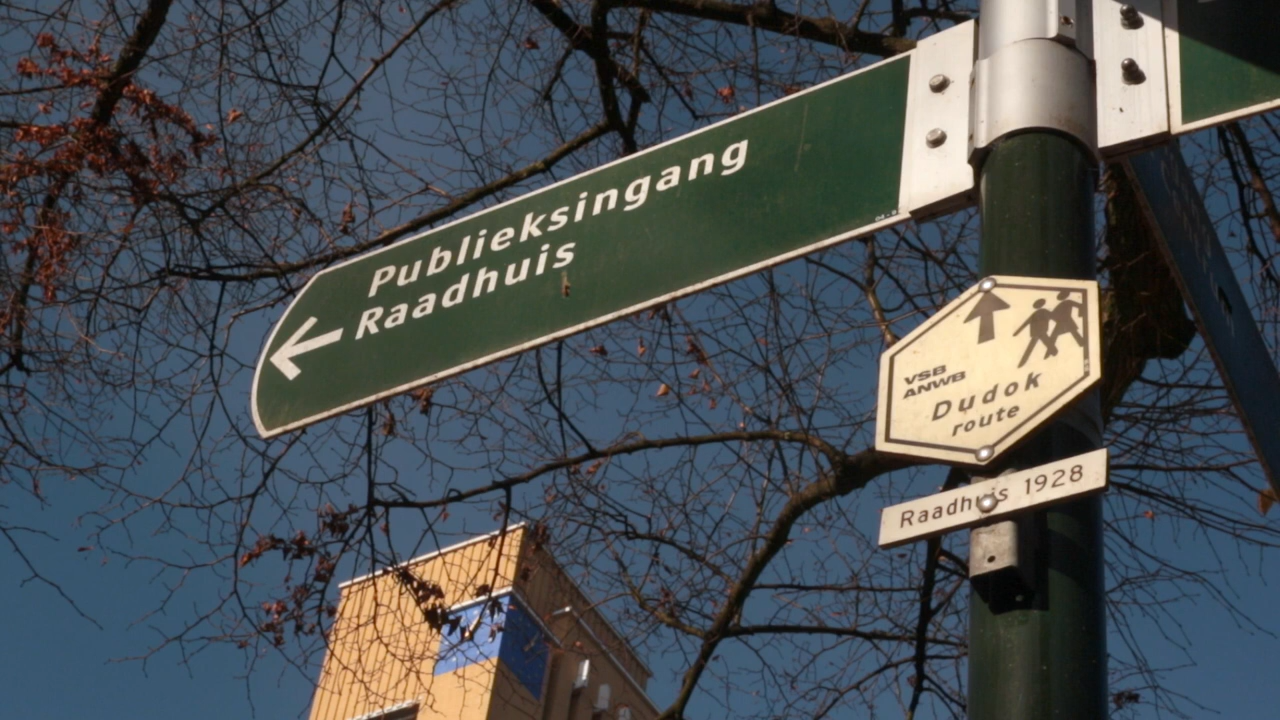 Publieksingang
Raadhuis
VSB
ANWB
Dudok
route
Raadhuis 1928